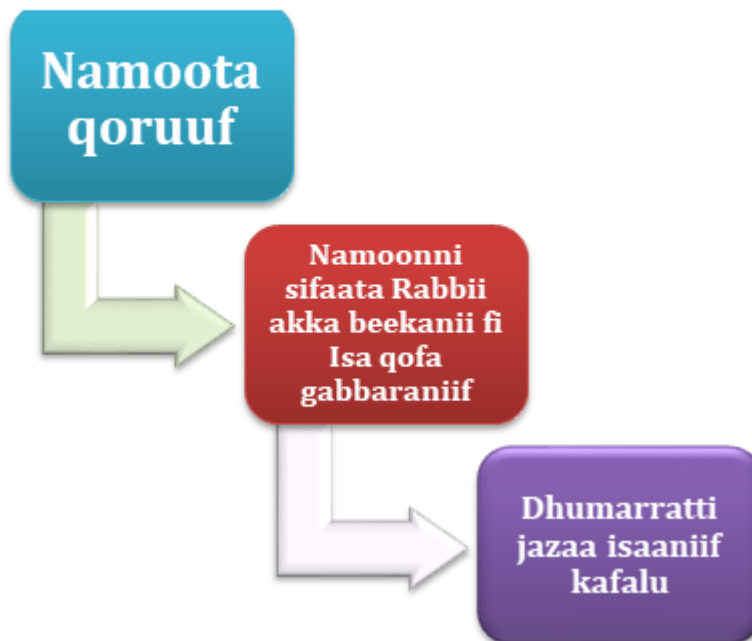 Namoota
qoruuf
Namoonni
sifaata Rabbii
akka beekanii fi
Isa qofa
gabbaraniif
Dhumarratti
jazaa isaaniif
kafalu